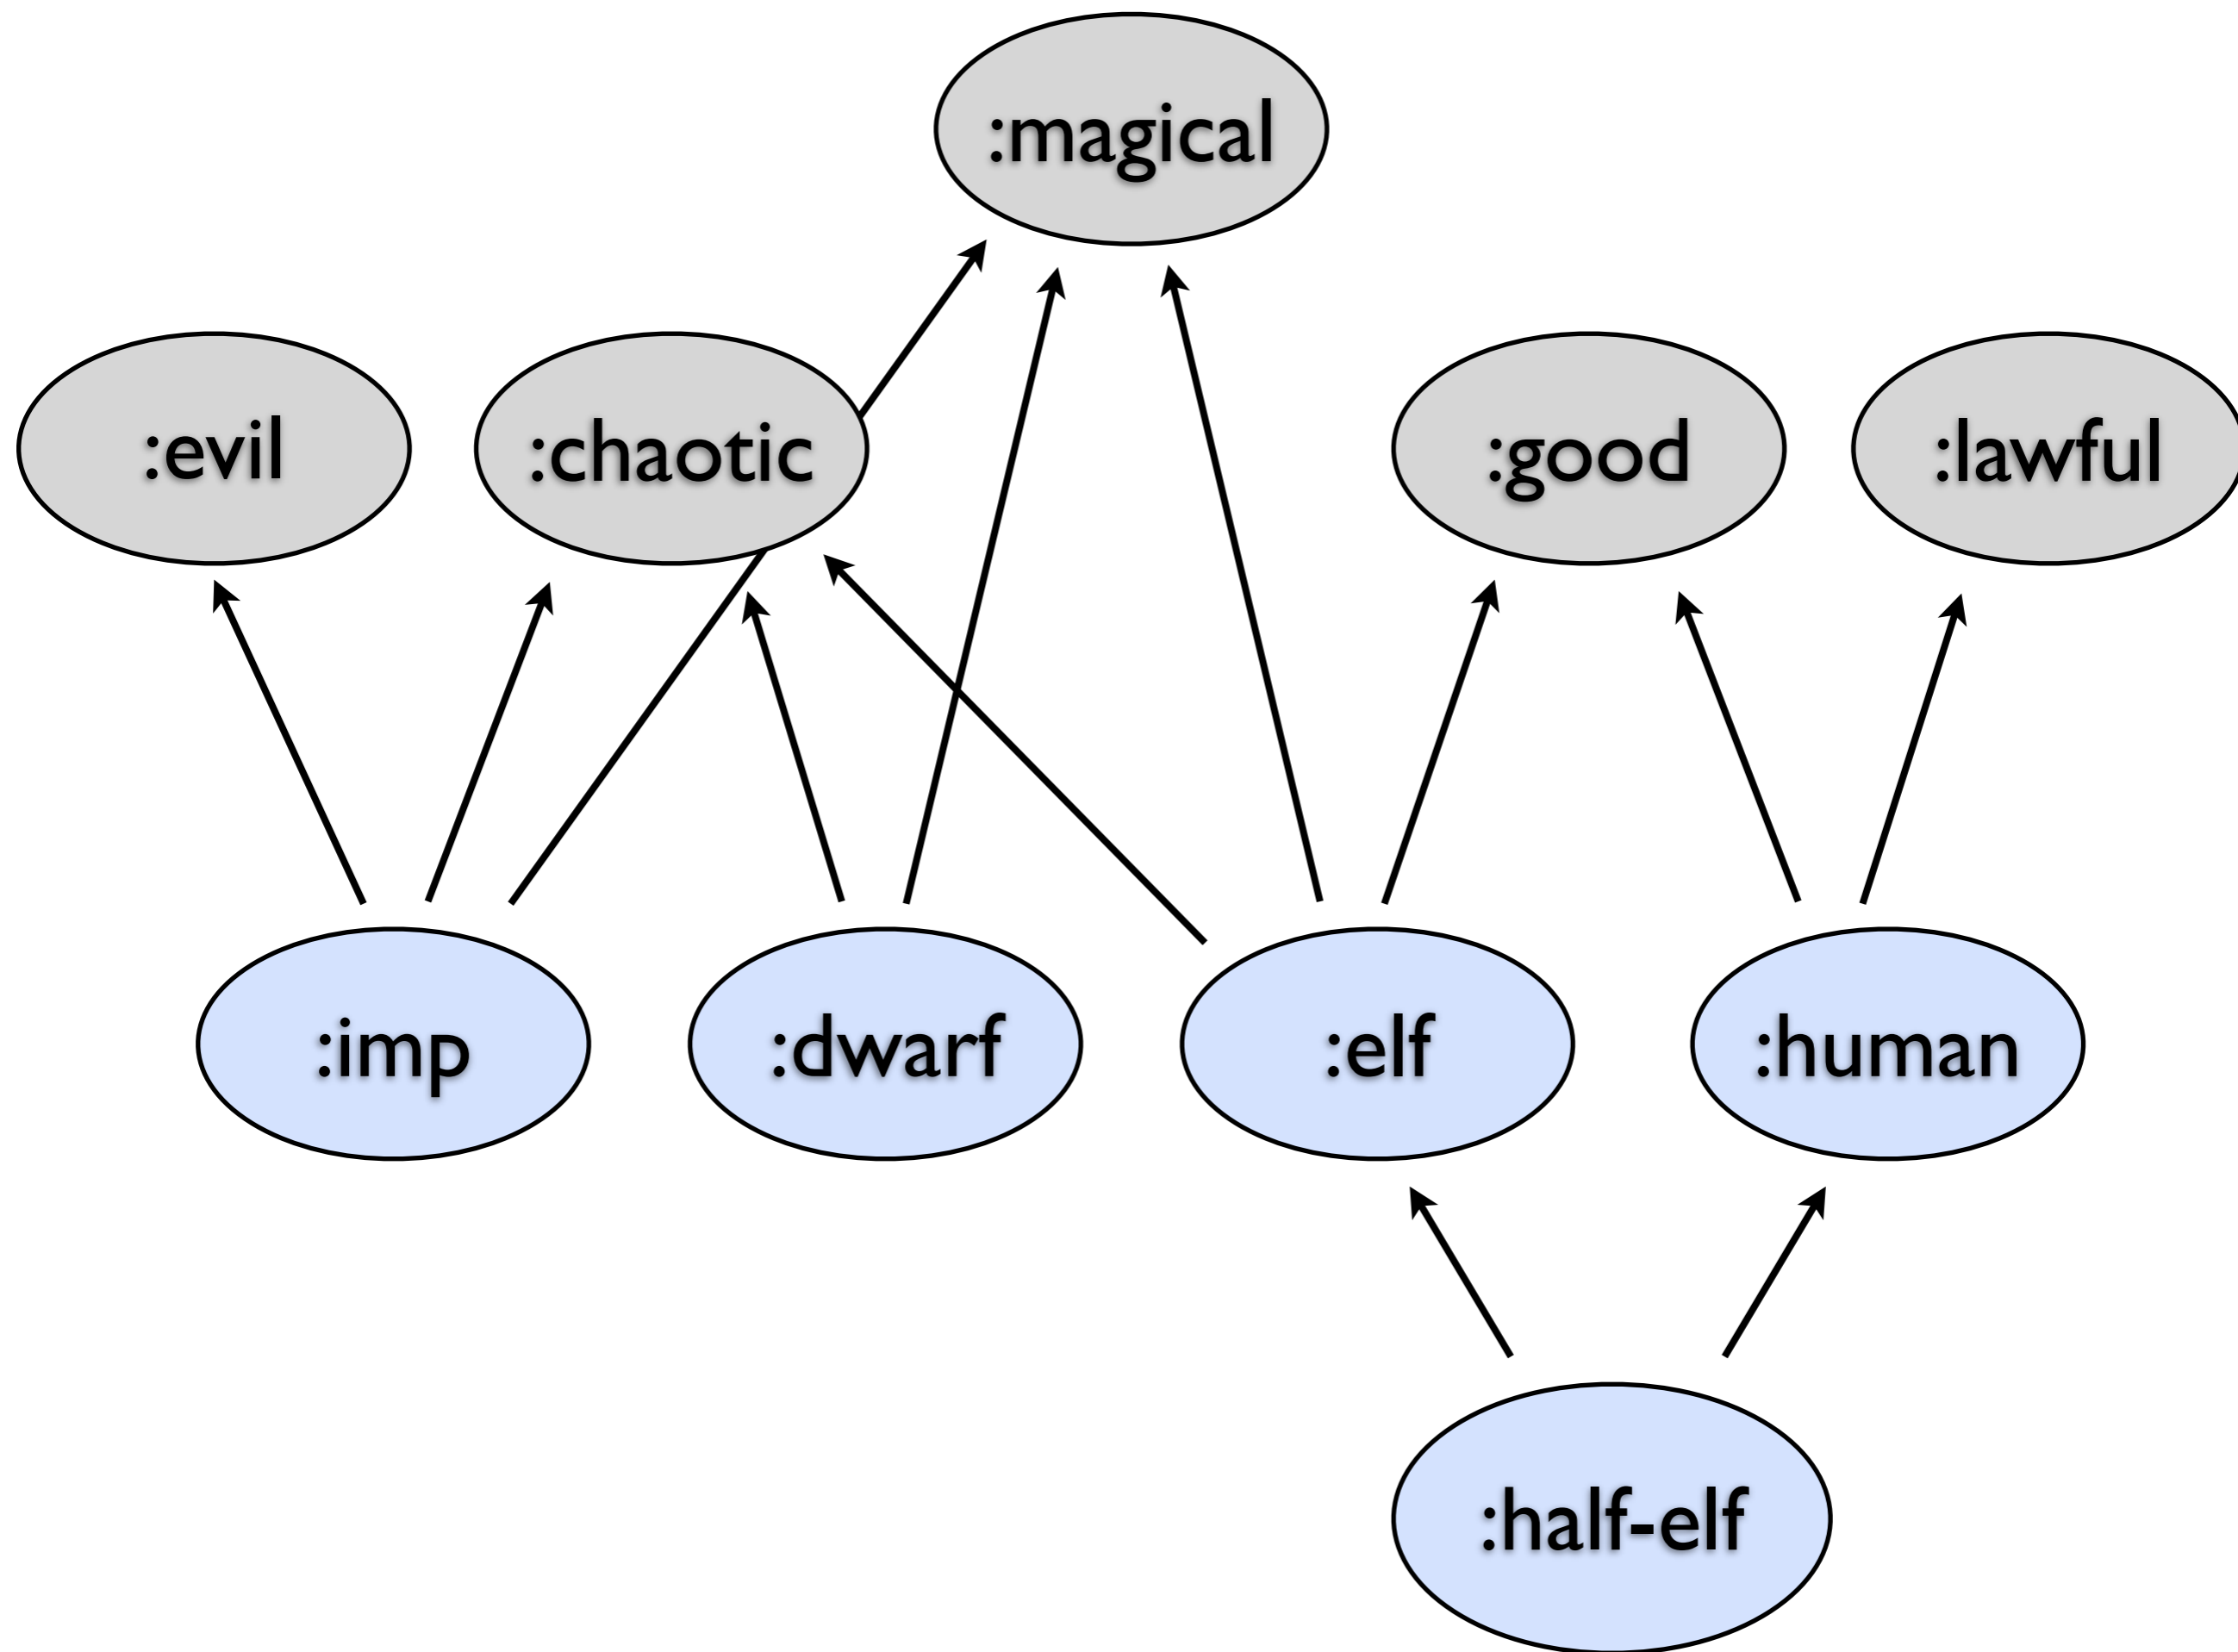 :magical
:evil
:chaotic
:good
:lawful
:imp
:dwarf
:elf
:human
:half-elf